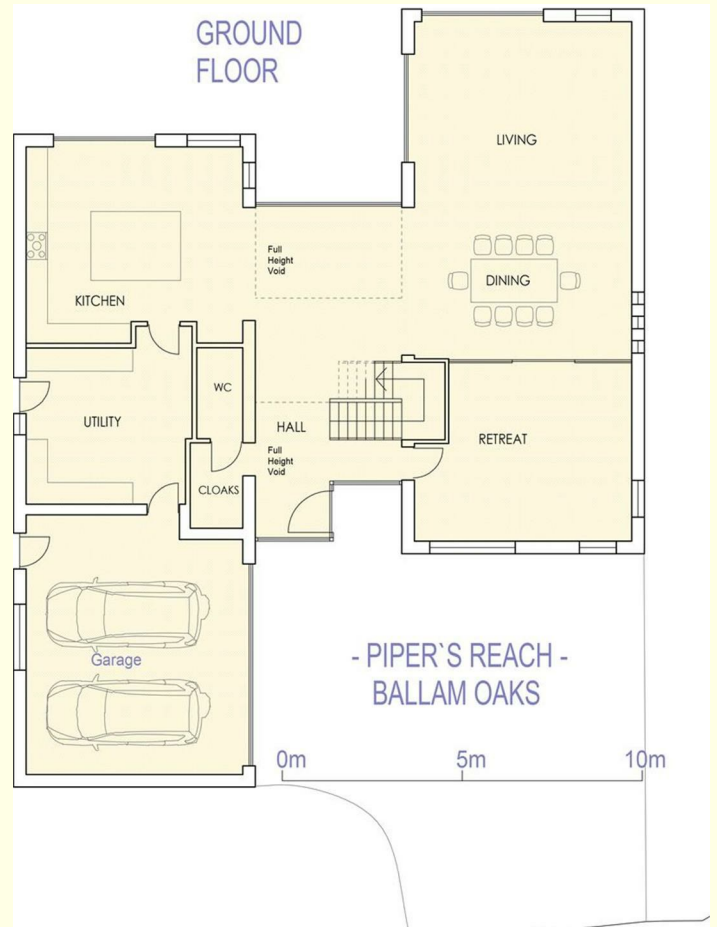 GROUND
FLOOR
LIVING
Full
Height
Void
DINING
KITCHEN
WC
UTILITY
HALL
RETREAT
Full
Height
Void
CLOAKS
Garage
- PIPER`S REACH -
BALLAM OAKS
0m 5m 10m